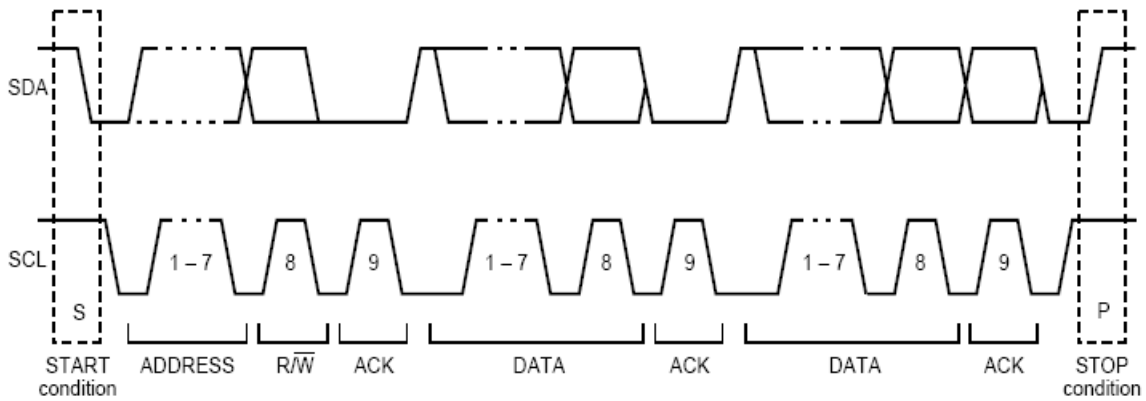 SDA
SCL
1 – 7 8 9 1 – 7 8 9 1 – 7 8 9
S P
START condition ADDRESS R/W̅ ACK DATA ACK DATA ACK STOP condition